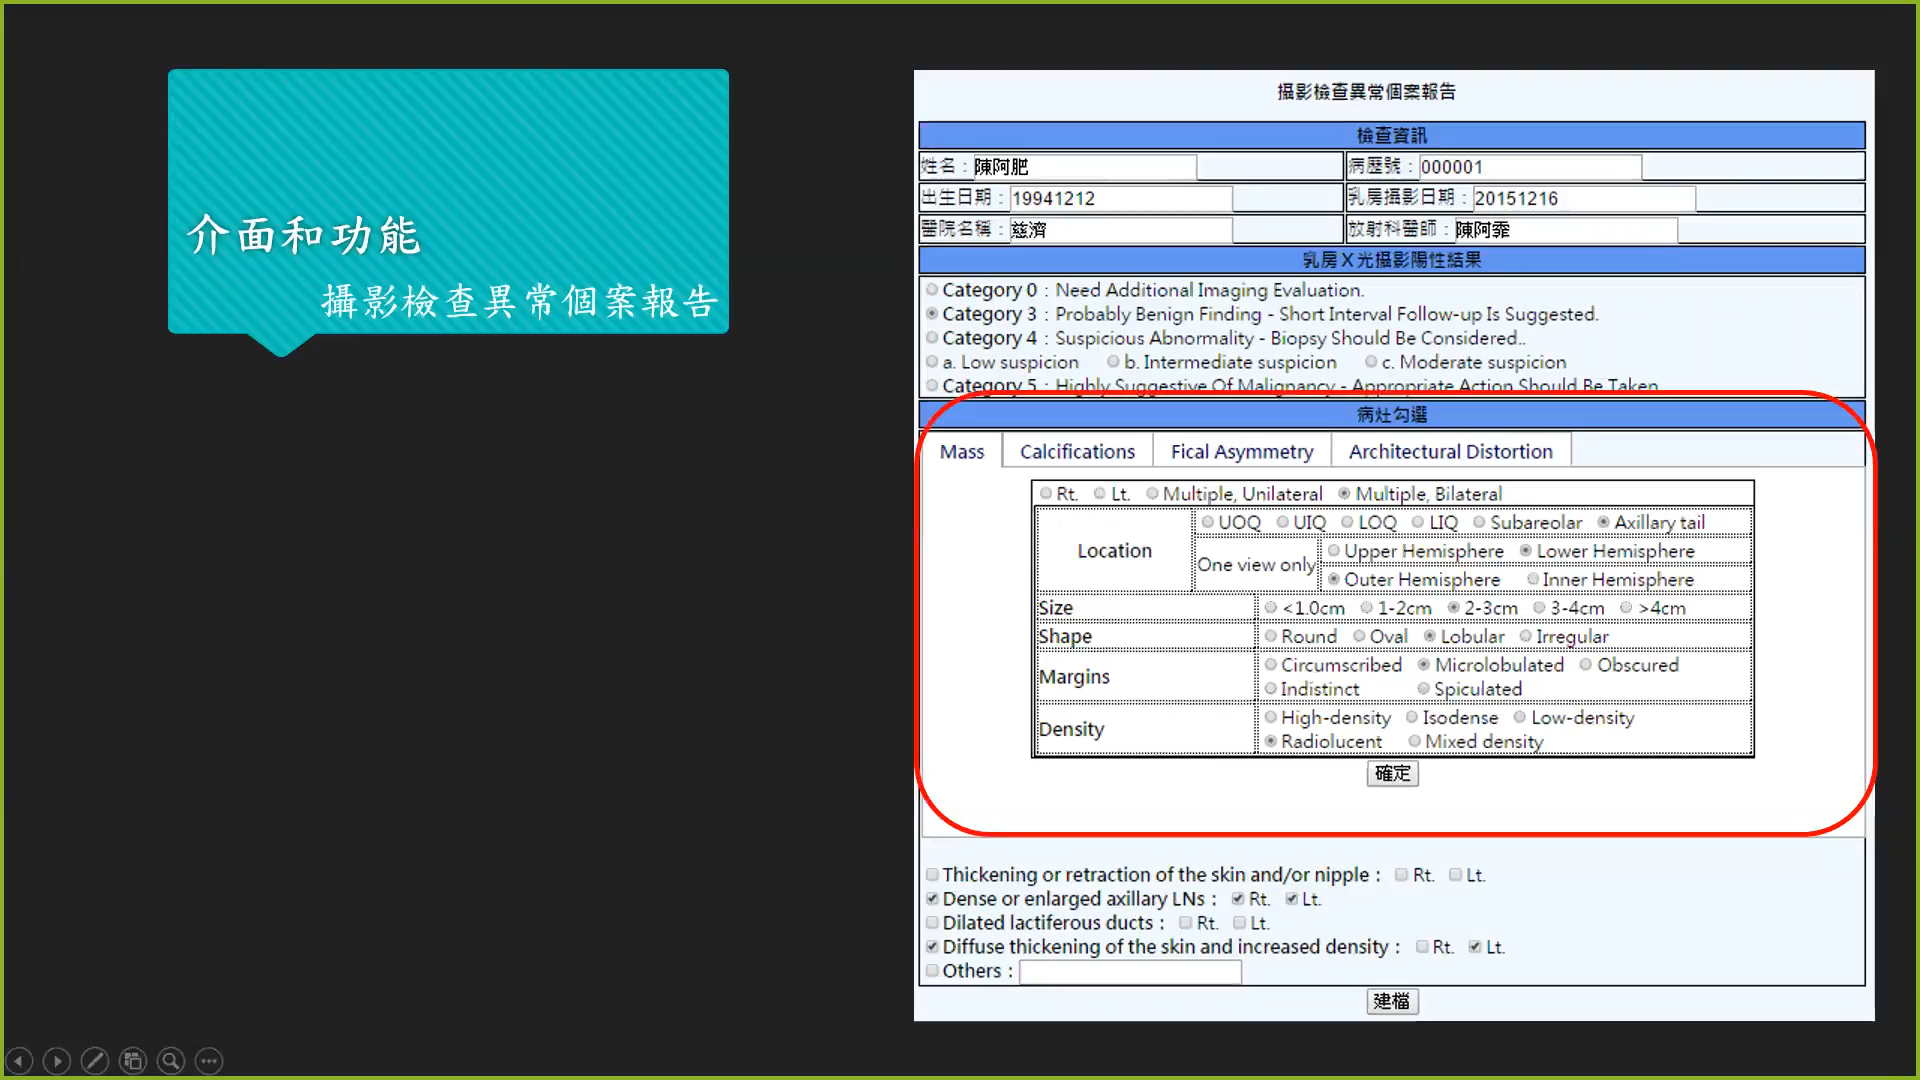 介面和功能
攝影檢查異常個案報告
攝影檢查異常個案報告
檢查資訊
姓名：陳阿肥 病歷號：000001
出生日期：19941212 乳房攝影日期：20151216
醫院名稱：慈濟 放射科醫師：陳阿霏
乳房X光攝影陽性結果
Category 0：Need Additional Imaging Evaluation.
Category 3：Probably Benign Finding - Short Interval Follow-up Is Suggested.
Category 4：Suspicious Abnormality - Biopsy Should Be Considered..
a. Low suspicion b. Intermediate suspicion c. Moderate suspicion
Category 5：Highly Suggestive Of Malignancy - Appropriate Action Should Be Taken
病灶勾選
Mass Calcifications Fical Asymmetry Architectural Distortion
Rt. Lt. Multiple, Unilateral Multiple, Bilateral
Location
UOQ UIQ LOQ LIQ Subareolar Axillary tail
One view only
Upper Hemisphere Lower Hemisphere
Outer Hemisphere Inner Hemisphere
Size <1.0cm 1-2cm 2-3cm 3-4cm >4cm
Shape Round Oval Lobular Irregular
Margins
Circumscribed Microlobulated Obscured
Indistinct Spiculated
Density
High-density Isodense Low-density
Radiolucent Mixed density
確定
Thickening or retraction of the skin and/or nipple： Rt. Lt.
Dense or enlarged axillary LNs： Rt. Lt.
Dilated lactiferous ducts： Rt. Lt.
Diffuse thickening of the skin and increased density： Rt. Lt.
Others：
建檔